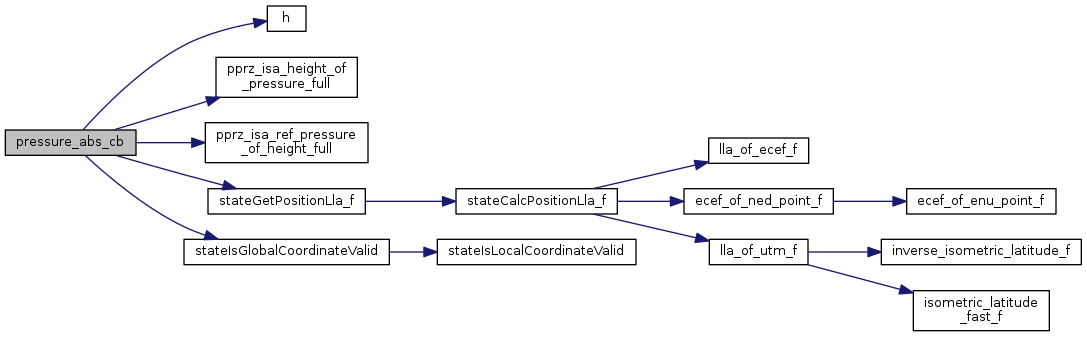 h
pprz_isa_height_of
_pressure_full
pressure_abs_cb
pprz_isa_ref_pressure
_of_height_full
stateGetPositionLla_f
stateIsGlobalCoordinateValid
stateCalcPositionLla_f
stateIsLocalCoordinateValid
lla_of_ecef_f
ecef_of_ned_point_f
ecef_of_enu_point_f
lla_of_utm_f
inverse_isometric_latitude_f
isometric_latitude
_fast_f